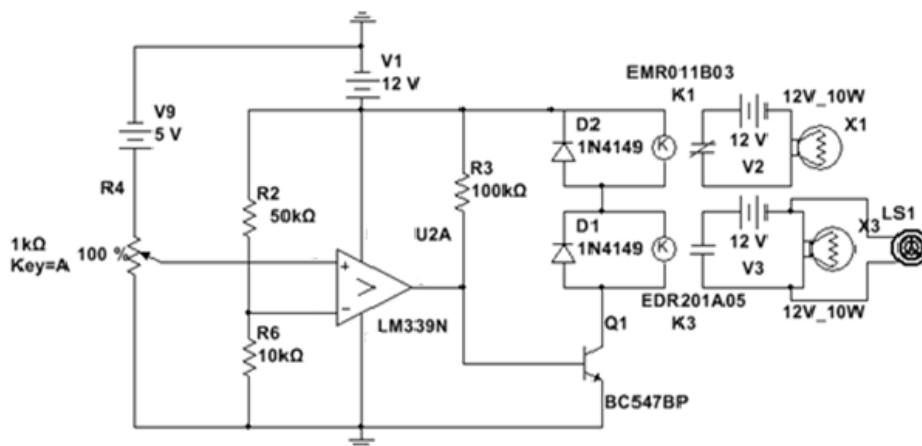 V1
12 V
V9
5 V
R4
1kΩ
Key=A
100 %
R2
50kΩ
R6
10kΩ
+
−
LM339N
U2A
R3
100kΩ
D2
1N4149
K
D1
1N4149
K
Q1
BC547BP
EMR011B03
K1
12 V
V2
12V_10W
X1
EDR201A05
K3
12 V
V3
X3
12V_10W
LS1